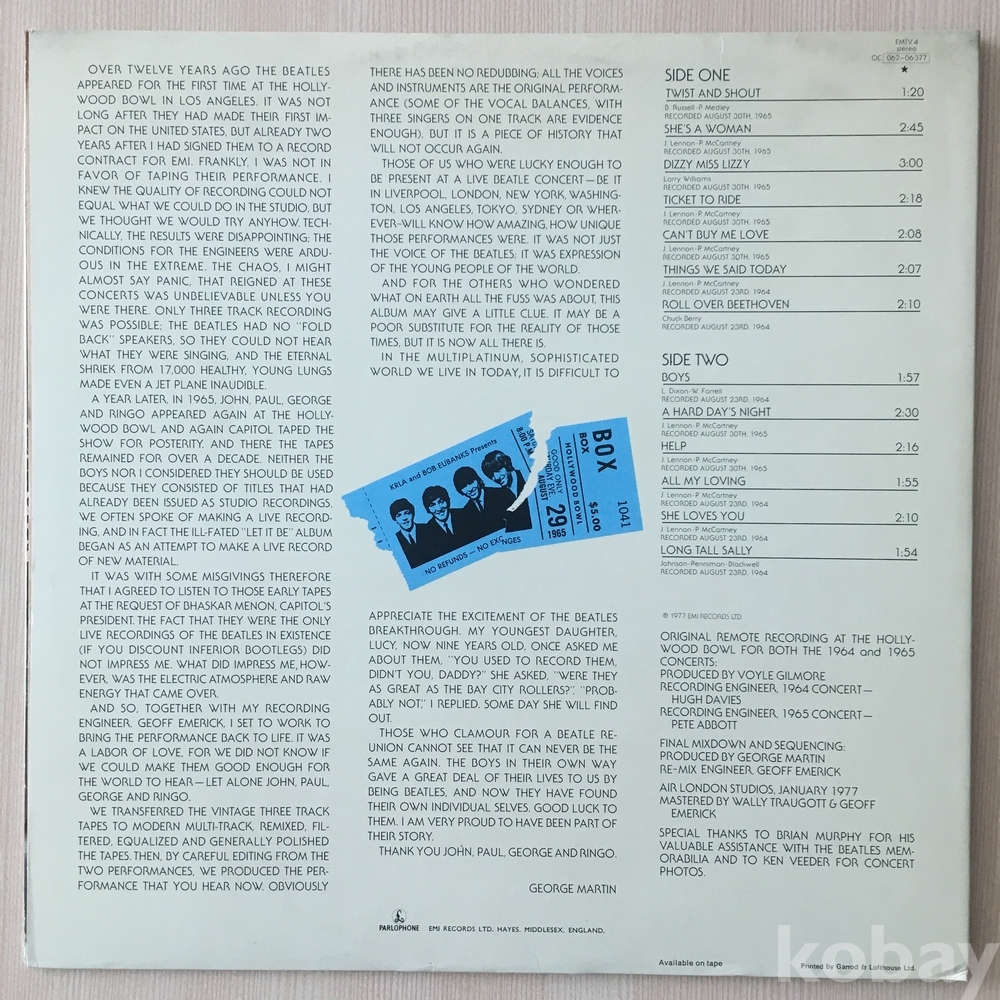 OVER TWELVE YEARS AGO THE BEATLES
APPEARED FOR THE FIRST TIME AT THE HOLLY-
WOOD BOWL IN LOS ANGELES. IT WAS NOT
LONG AFTER THEY HAD MADE THEIR FIRST IM-
PACT ON THE UNITED STATES, BUT ALREADY TWO
YEARS AFTER I HAD SIGNED THEM TO A RECORD
CONTRACT FOR EMI. FRANKLY, I WAS NOT IN
FAVOR OF TAPING THEIR PERFORMANCE. I
KNEW THE QUALITY OF RECORDING COULD NOT
EQUAL WHAT WE COULD DO IN THE STUDIO, BUT
WE THOUGHT WE WOULD TRY ANYHOW. TECH-
NICALLY, THE RESULTS WERE DISAPPOINTING; THE
CONDITIONS FOR THE ENGINEERS WERE ARDU-
OUS IN THE EXTREME. THE CHAOS, I MIGHT
ALMOST SAY PANIC, THAT REIGNED AT THESE
CONCERTS WAS UNBELIEVABLE UNLESS YOU
WERE THERE. ONLY THREE TRACK RECORDING
WAS POSSIBLE; THE BEATLES HAD NO "FOLD
BACK" SPEAKERS, SO THEY COULD NOT HEAR
WHAT THEY WERE SINGING, AND THE ETERNAL
SHRIEK FROM 17,000 HEALTHY, YOUNG LUNGS
MADE EVEN A JET PLANE INAUDIBLE.
A YEAR LATER, IN 1965, JOHN, PAUL, GEORGE
AND RINGO APPEARED AGAIN AT THE HOLLY-
WOOD BOWL AND AGAIN CAPITOL TAPED THE
SHOW FOR POSTERITY. AND THERE THE TAPES
REMAINED FOR OVER A DECADE. NEITHER THE
BOYS NOR I CONSIDERED THEY SHOULD BE USED
BECAUSE THEY CONSISTED OF TITLES THAT HAD
ALREADY BEEN ISSUED AS STUDIO RECORDINGS.
WE OFTEN SPOKE OF MAKING A LIVE RECORD-
ING, AND IN FACT THE ILL-FATED "LET IT BE" ALBUM
BEGAN AS AN ATTEMPT TO MAKE A LIVE RECORD
OF NEW MATERIAL.
IT WAS WITH SOME MISGIVINGS THEREFORE
THAT I AGREED TO LISTEN TO THOSE EARLY TAPES
AT THE REQUEST OF BHASKAR MENON, CAPITOL'S
PRESIDENT. THE FACT THAT THEY WERE THE ONLY
LIVE RECORDINGS OF THE BEATLES IN EXISTENCE
(IF YOU DISCOUNT INFERIOR BOOTLEGS) DID
NOT IMPRESS ME. WHAT DID IMPRESS ME, HOW-
EVER, WAS THE ELECTRIC ATMOSPHERE AND RAW
ENERGY THAT CAME OVER.
AND SO, TOGETHER WITH MY RECORDING
ENGINEER, GEOFF EMERICK, I SET TO WORK TO
BRING THE PERFORMANCE BACK TO LIFE. IT WAS
A LABOR OF LOVE, FOR WE DID NOT KNOW IF
WE COULD MAKE THEM GOOD ENOUGH FOR
THE WORLD TO HEAR—LET ALONE JOHN, PAUL,
GEORGE AND RINGO.
WE TRANSFERRED THE VINTAGE THREE TRACK
TAPES TO MODERN MULTI-TRACK, REMIXED, FIL-
TERED, EQUALIZED AND GENERALLY POLISHED
THE TAPES. THEN, BY CAREFUL EDITING FROM THE
TWO PERFORMANCES, WE PRODUCED THE PER-
FORMANCE THAT YOU HEAR NOW. OBVIOUSLY
THERE HAS BEEN NO REDUBBING; ALL THE VOICES
AND INSTRUMENTS ARE THE ORIGINAL PERFORM-
ANCE (SOME OF THE VOCAL BALANCES, WITH
THREE SINGERS ON ONE TRACK ARE EVIDENCE
ENOUGH). BUT IT IS A PIECE OF HISTORY THAT
WILL NOT OCCUR AGAIN.
THOSE OF US WHO WERE LUCKY ENOUGH TO
BE PRESENT AT A LIVE BEATLE CONCERT—BE IT
IN LIVERPOOL, LONDON, NEW YORK, WASHING-
TON, LOS ANGELES, TOKYO, SYDNEY OR WHER-
EVER—WILL KNOW HOW AMAZING, HOW UNIQUE
THOSE PERFORMANCES WERE. IT WAS NOT JUST
THE VOICE OF THE BEATLES; IT WAS EXPRESSION
OF THE YOUNG PEOPLE OF THE WORLD.
AND FOR THE OTHERS WHO WONDERED
WHAT ON EARTH ALL THE FUSS WAS ABOUT, THIS
ALBUM MAY GIVE A LITTLE CLUE. IT MAY BE A
POOR SUBSTITUTE FOR THE REALITY OF THOSE
TIMES, BUT IT IS NOW ALL THERE IS.
IN THE MULTIPLATINUM, SOPHISTICATED
WORLD WE LIVE IN TODAY, IT IS DIFFICULT TO
KRLA and BOB EUBANKS Presents
NO REFUNDS — NO EXC NGES
8:00 P.M.
GOOD ONLY
AUGUST
29
1965
HOLLYWOOD BOWL
BOX
$5.00
BOX
1041
APPRECIATE THE EXCITEMENT OF THE BEATLES
BREAKTHROUGH. MY YOUNGEST DAUGHTER,
LUCY, NOW NINE YEARS OLD, ONCE ASKED ME
ABOUT THEM, "YOU USED TO RECORD THEM,
DIDN'T YOU, DADDY?" SHE ASKED, "WERE THEY
AS GREAT AS THE BAY CITY ROLLERS?". "PROB-
ABLY NOT," I REPLIED. SOME DAY SHE WILL FIND
OUT.
THOSE WHO CLAMOUR FOR A BEATLE RE-
UNION CANNOT SEE THAT IT CAN NEVER BE THE
SAME AGAIN. THE BOYS IN THEIR OWN WAY
GAVE A GREAT DEAL OF THEIR LIVES TO US BY
BEING BEATLES, AND NOW THEY HAVE FOUND
THEIR OWN INDIVIDUAL SELVES. GOOD LUCK TO
THEM. I AM VERY PROUD TO HAVE BEEN PART OF
THEIR STORY.
THANK YOU JOHN, PAUL, GEORGE AND RINGO.
GEORGE MARTIN
PARLOPHONE EMI RECORDS LTD. HAYES, MIDDLESEX, ENGLAND.
EMTV 4
stereo
OC 062-06377
SIDE ONE
TWIST AND SHOUT 1:20
B. Russell-P. Medley
RECORDED AUGUST 30TH, 1965
SHE'S A WOMAN 2:45
J. Lennon-P. McCartney
RECORDED AUGUST 30TH, 1965
DIZZY MISS LIZZY 3:00
Larry Williams
RECORDED AUGUST 30TH, 1965
TICKET TO RIDE 2:18
J. Lennon-P. McCartney
RECORDED AUGUST 30TH, 1965
CAN'T BUY ME LOVE 2:08
J. Lennon-P. McCartney
RECORDED AUGUST 30TH, 1965
THINGS WE SAID TODAY 2:07
J. Lennon-P. McCartney
RECORDED AUGUST 23RD, 1964
ROLL OVER BEETHOVEN 2:10
Chuck Berry
RECORDED AUGUST 23RD, 1964
SIDE TWO
BOYS 1:57
L. Dixon-W. Farrell
RECORDED AUGUST 23RD, 1964
A HARD DAY'S NIGHT 2:30
J. Lennon-P. McCartney
RECORDED AUGUST 30TH, 1965
HELP 2:16
J. Lennon-P. McCartney
RECORDED AUGUST 30TH, 1965
ALL MY LOVING 1:55
J. Lennon-P. McCartney
RECORDED AUGUST 23RD, 1964
SHE LOVES YOU 2:10
J. Lennon-P. McCartney
RECORDED AUGUST 23RD, 1964
LONG TALL SALLY 1:54
Johnson-Penniman-Blackwell
RECORDED AUGUST 23RD, 1964
℗ 1977 EMI RECORDS LTD.
ORIGINAL REMOTE RECORDING AT THE HOLLY-
WOOD BOWL FOR BOTH THE 1964 and 1965
CONCERTS:
PRODUCED BY VOYLE GILMORE
RECORDING ENGINEER, 1964 CONCERT—
HUGH DAVIES
RECORDING ENGINEER, 1965 CONCERT—
PETE ABBOTT
FINAL MIXDOWN AND SEQUENCING:
PRODUCED BY GEORGE MARTIN
RE-MIX ENGINEER, GEOFF EMERICK
AIR LONDON STUDIOS, JANUARY 1977
MASTERED BY WALLY TRAUGOTT & GEOFF
EMERICK
SPECIAL THANKS TO BRIAN MURPHY FOR HIS
VALUABLE ASSISTANCE WITH THE BEATLES MEM-
ORABILIA AND TO KEN VEEDER FOR CONCERT
PHOTOS.
Available on tape
Printed by Garrod & Lofthouse Ltd.
kobay